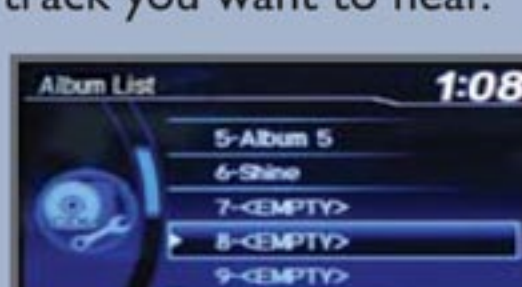 track you want to hear.
Album List 1:08
5-Album 5
6-Shine
7-<EMPTY>
8-<EMPTY>
9-<EMPTY>